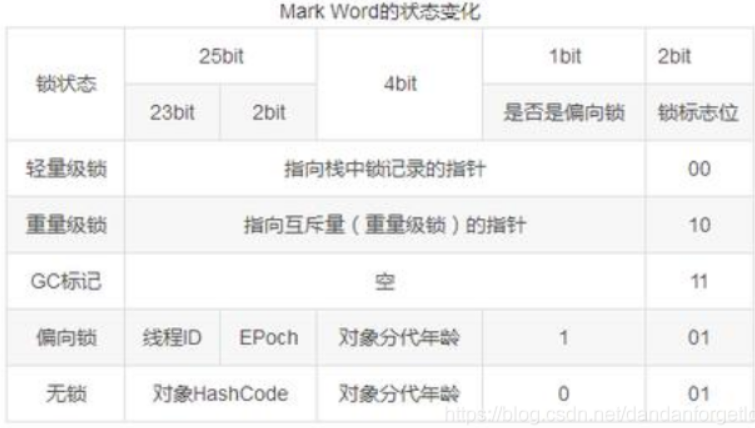 Mark Word的状态变化
锁状态 25bit 4bit 1bit 2bit
23bit 2bit 是否是偏向锁 锁标志位
轻量级锁 指向栈中锁记录的指针 00
重量级锁 指向互斥量（重量级锁）的指针 10
GC标记 空 11
偏向锁 线程ID EPoch 对象分代年龄 1 01
无锁 对象HashCode 对象分代年龄 0 01
https://blog.csdn.net/dandanforgetlo